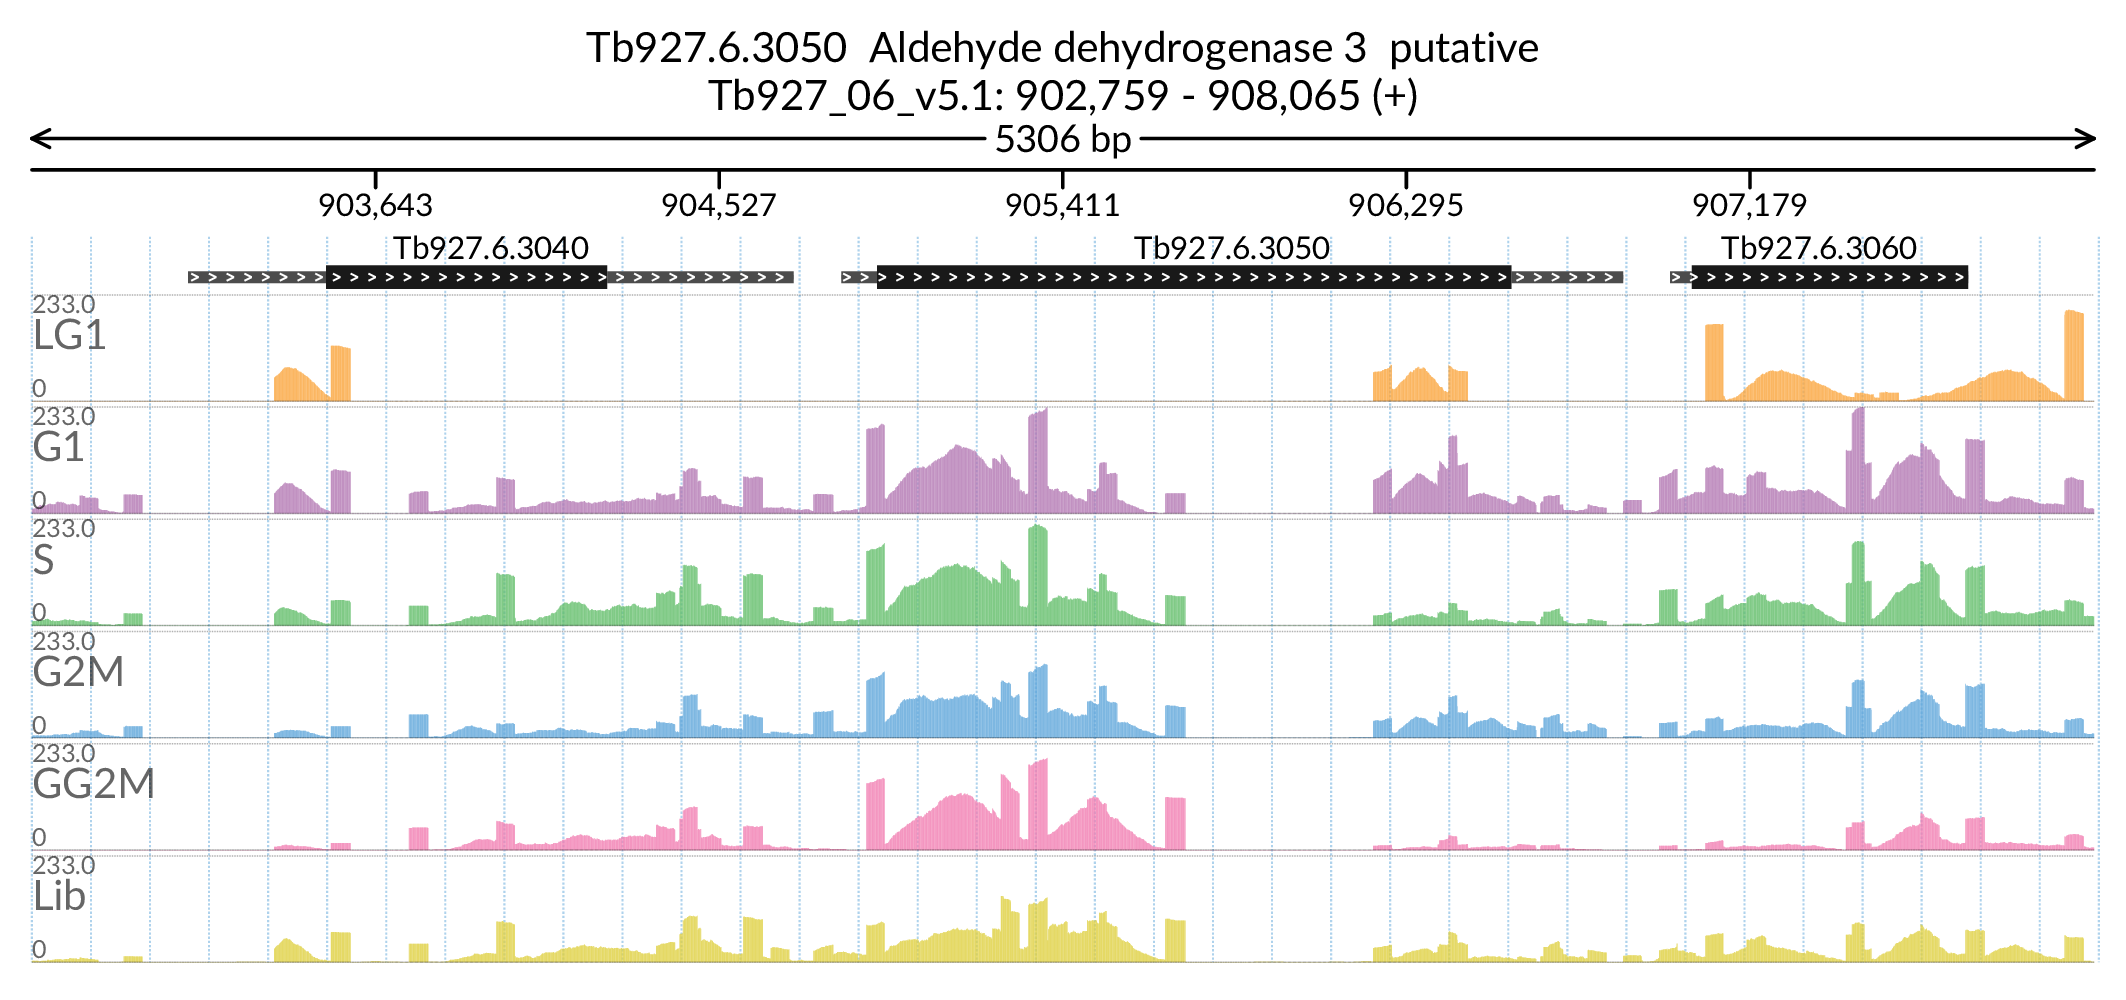 Tb927.6.3050  Aldehyde dehydrogenase 3  putative
Tb927_06_v5.1: 902,759 - 908,065 (+)
5306 bp
903,643 904,527 905,411 906,295 907,179
Tb927.6.3040 Tb927.6.3050 Tb927.6.3060
233.0
LG1
0
233.0
G1
0
233.0
S
0
233.0
G2M
0
233.0
GG2M
0
233.0
Lib
0